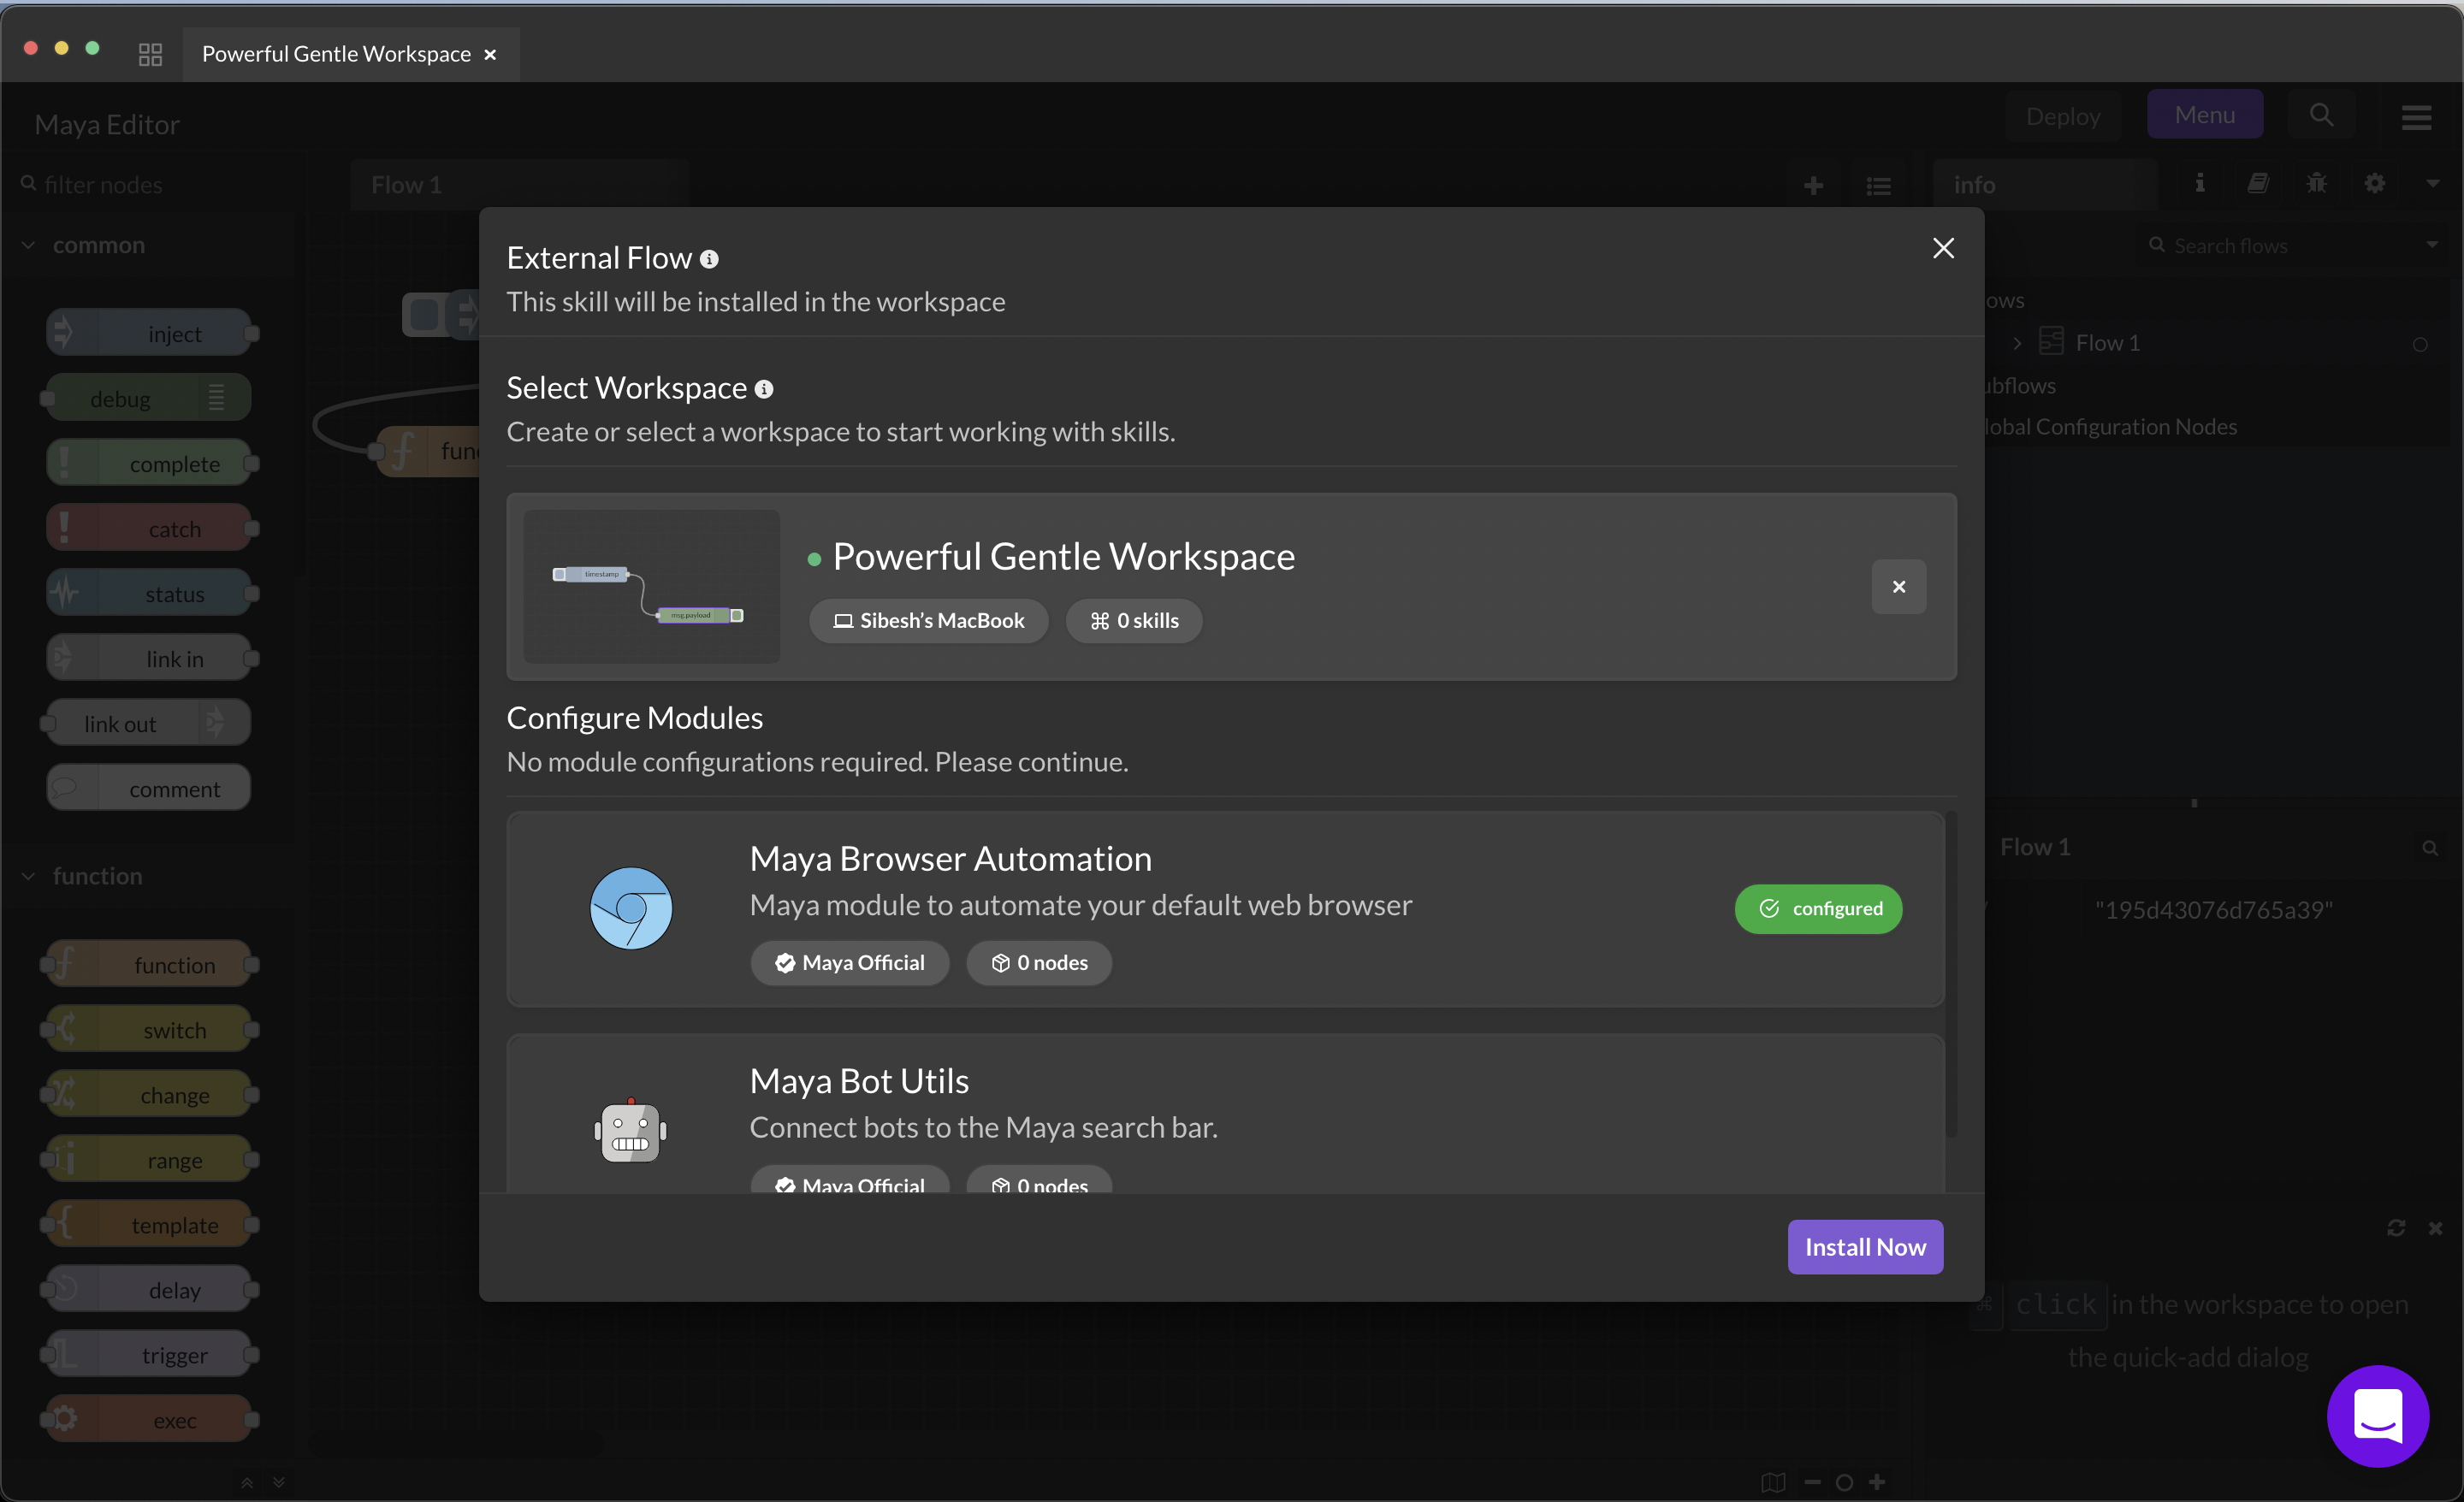 Powerful Gentle Workspace
Maya Editor
Deploy
Menu
filter nodes
Flow 1
info
common
inject
debug
complete
catch
status
link in
link out
comment
function
function
switch
change
range
template
delay
trigger
exec
External Flow
This skill will be installed in the workspace
Select Workspace
Create or select a workspace to start working with skills.
timestamp
msg.payload
Powerful Gentle Workspace
Sibesh’s MacBook
0 skills
Configure Modules
No module configurations required. Please continue.
Maya Browser Automation
Maya module to automate your default web browser
Maya Official
0 nodes
configured
Maya Bot Utils
Connect bots to the Maya search bar.
Maya Official
0 nodes
Install Now
func
Search flows
ows
Flow 1
ubflows
lobal Configuration Nodes
Flow 1
"195d43076d765a39"
⌘ click in the workspace to open
the quick-add dialog